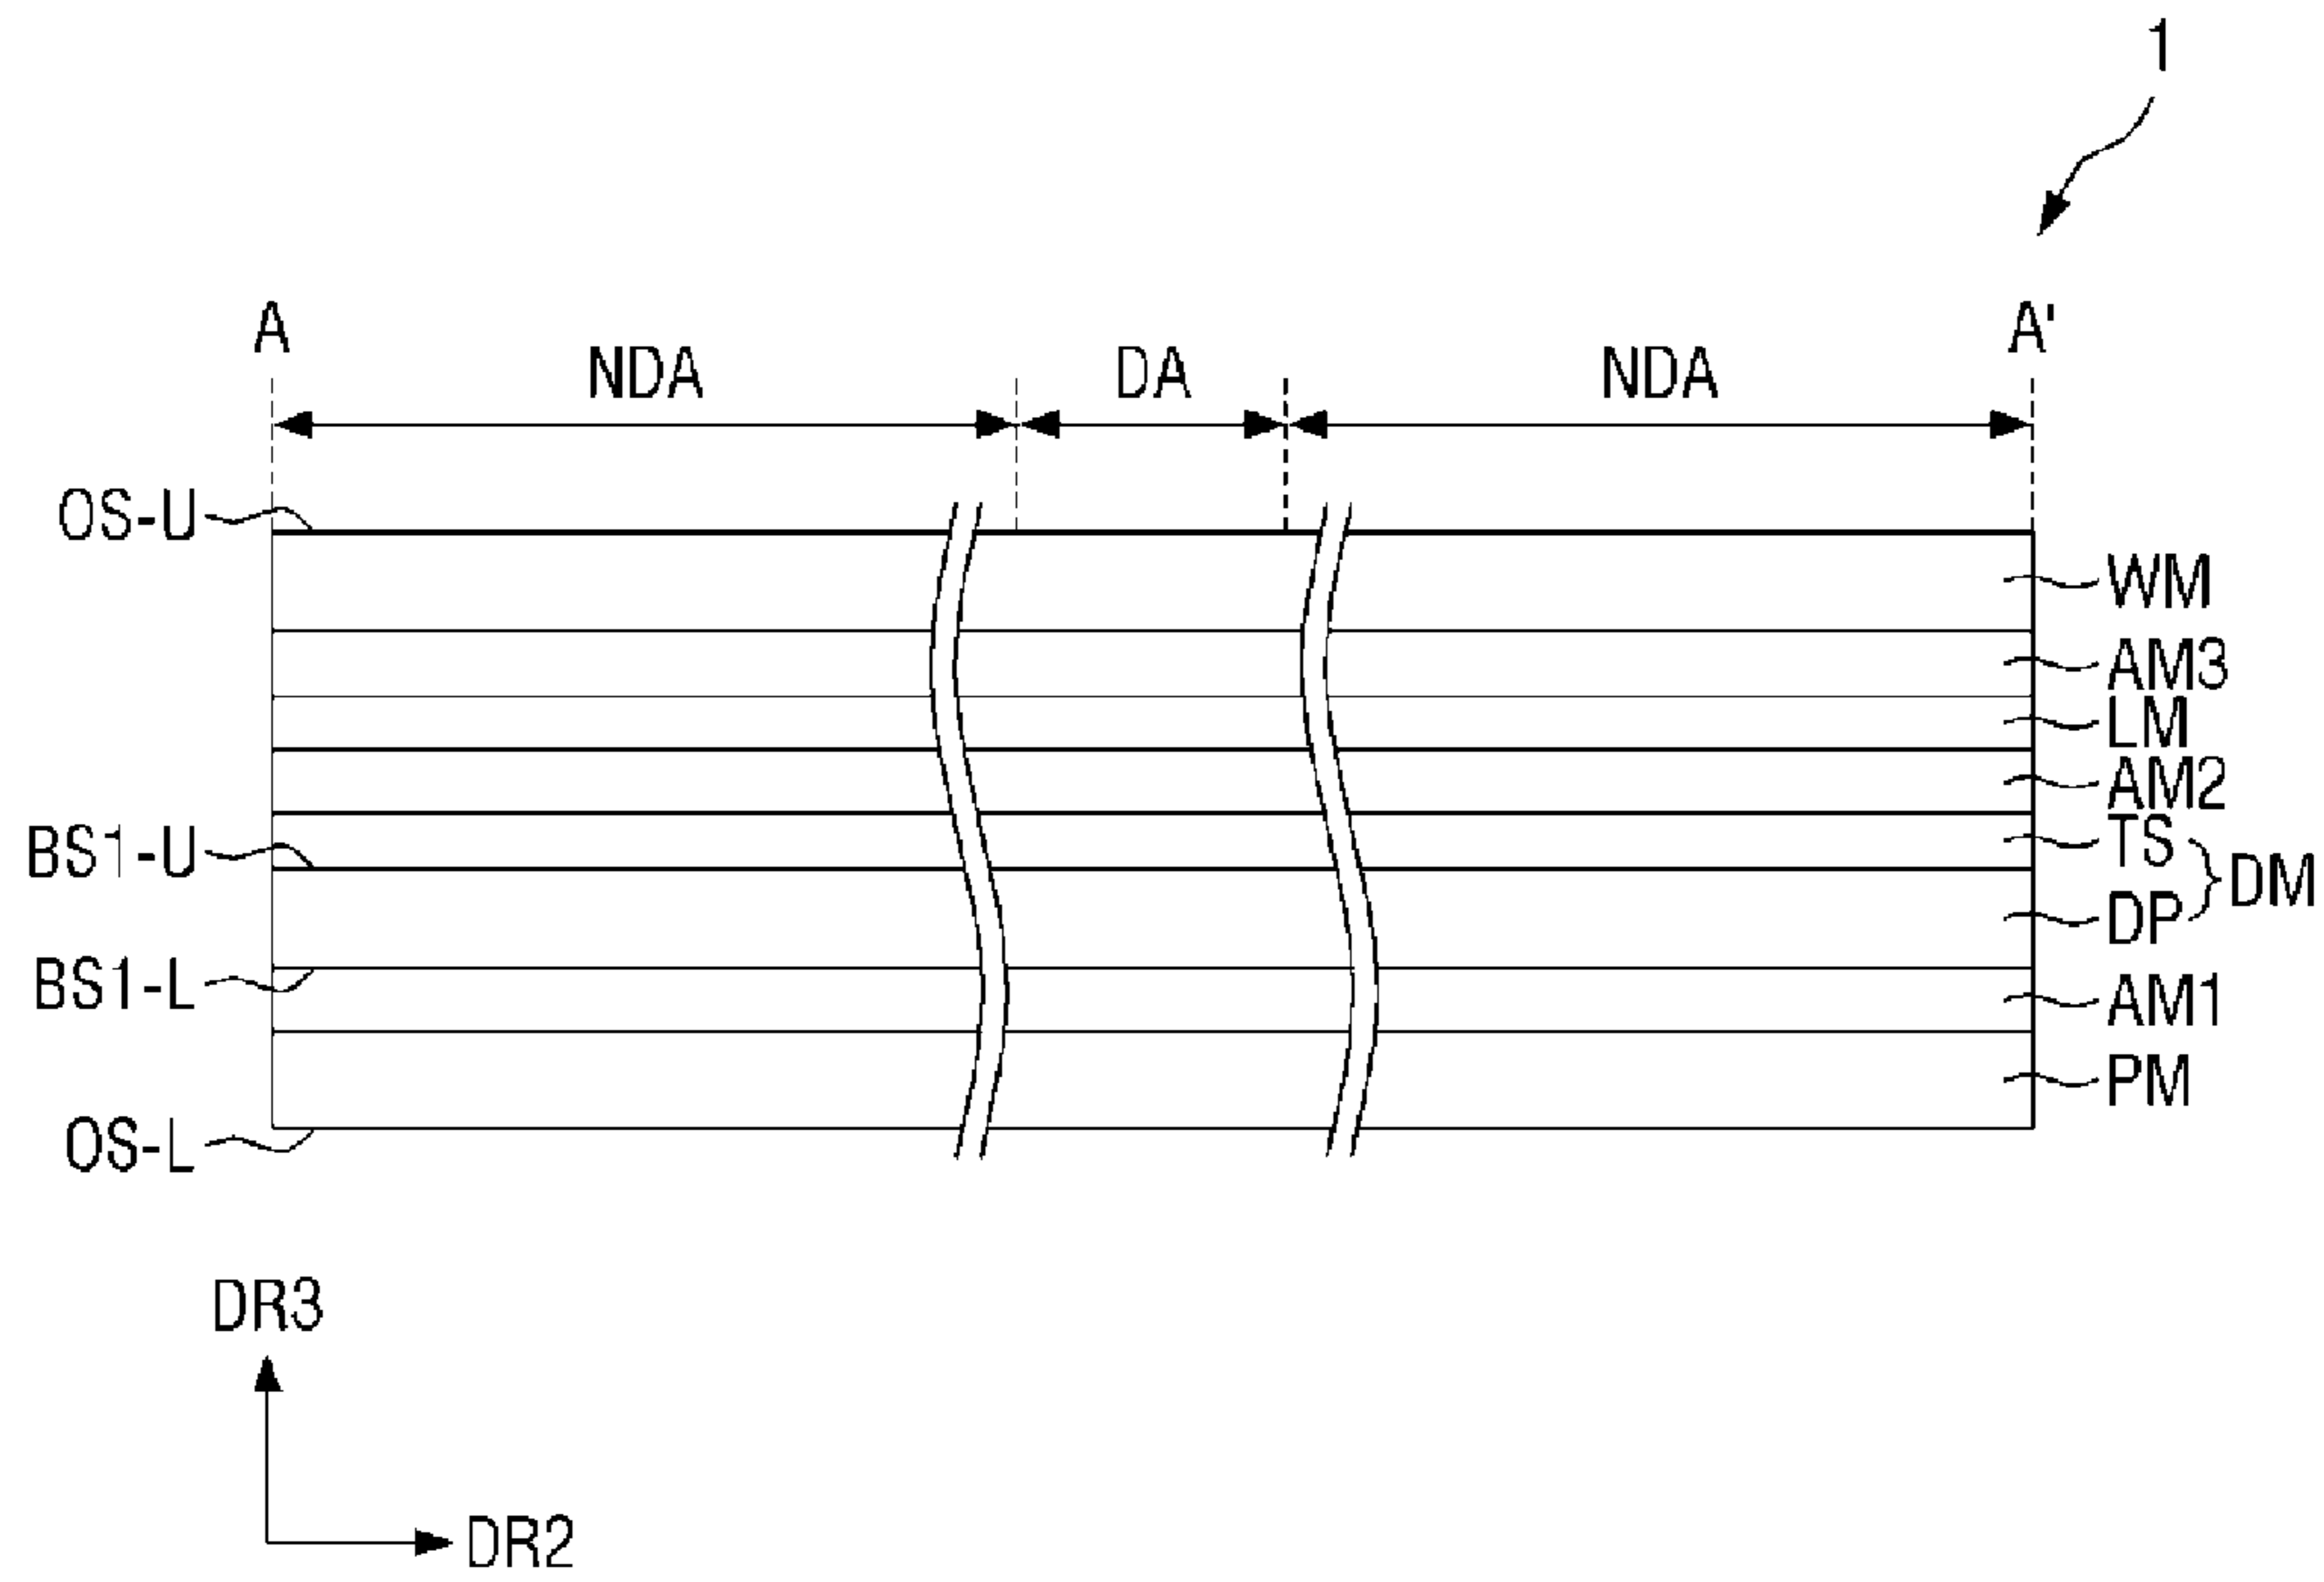 1
A A'
NDA DA NDA
OS-U
WM
AM3
LM
AM2
BS1-U TS
DM
DP
BS1-L AM1
PM
OS-L
DR3
DR2